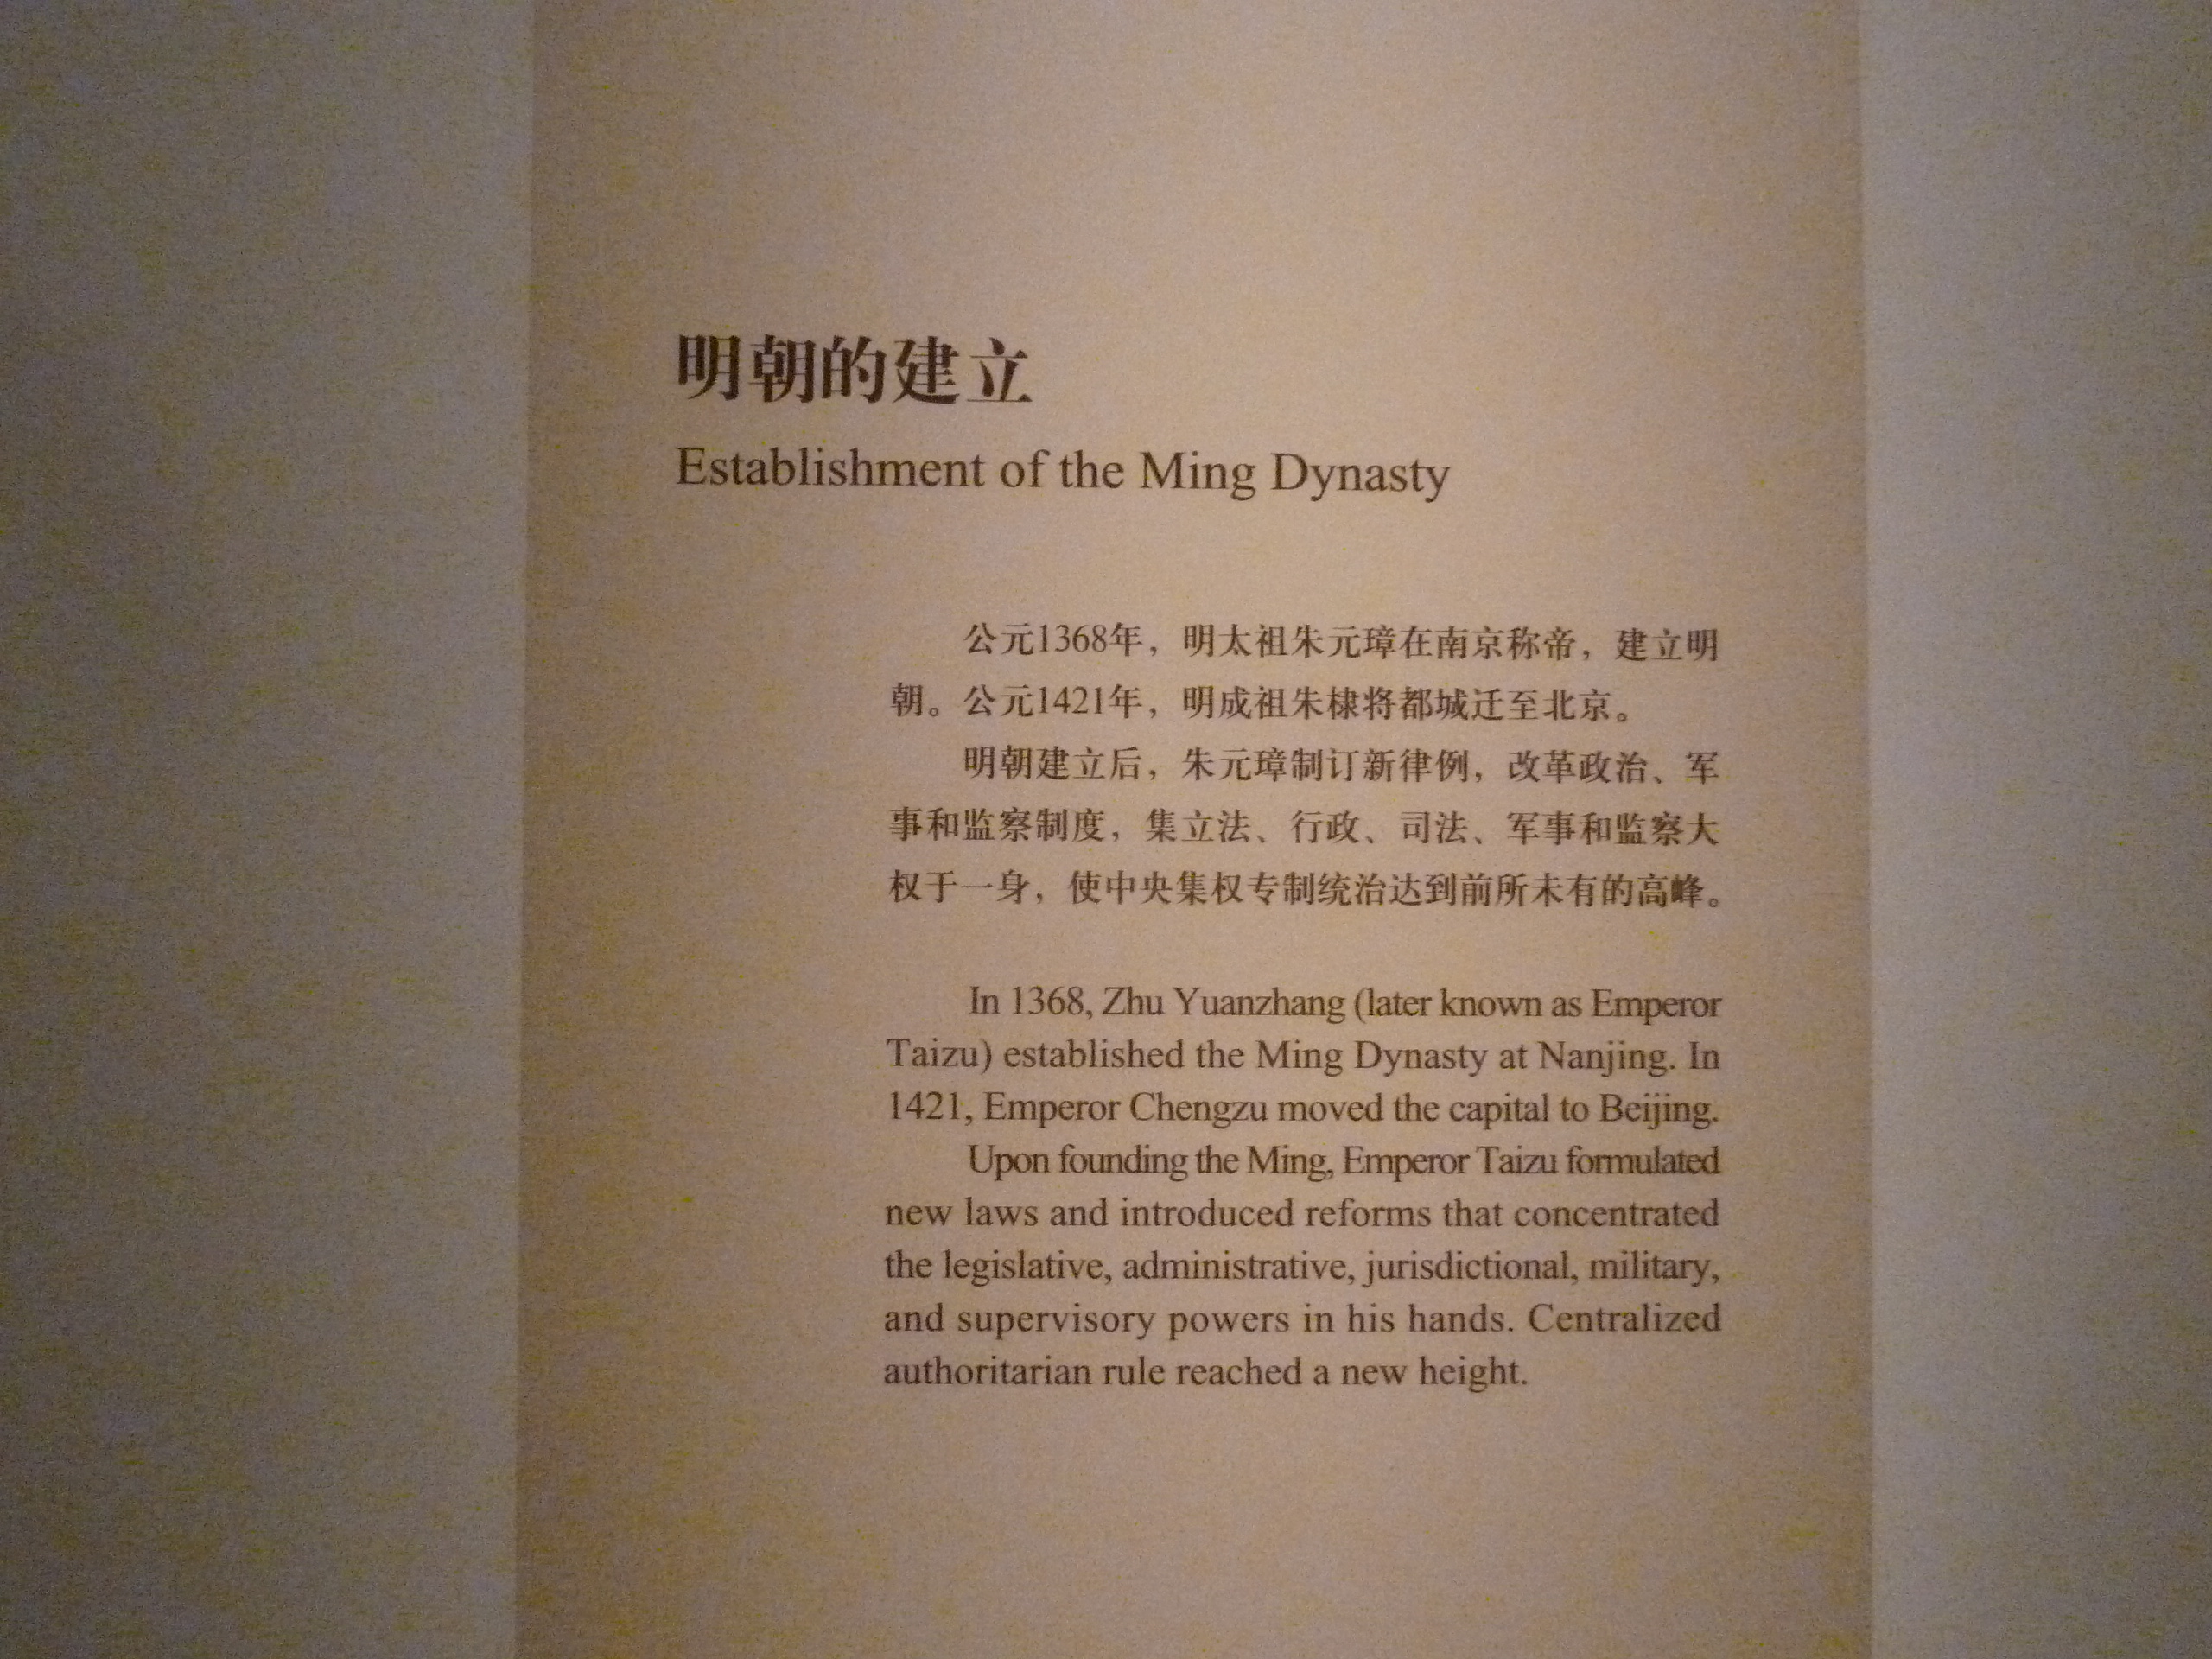 明朝的建立
Establishment of the Ming Dynasty
公元1368年，明太祖朱元璋在南京称帝，建立明
朝。公元1421年，明成祖朱棣将都城迁至北京。
明朝建立后，朱元璋制订新律例，改革政治、军
事和监察制度，集立法、行政、司法、军事和监察大
权于一身，使中央集权专制统治达到前所未有的高峰。
In 1368, Zhu Yuanzhang (later known as Emperor
Taizu) established the Ming Dynasty at Nanjing. In
1421, Emperor Chengzu moved the capital to Beijing.
Upon founding the Ming, Emperor Taizu formulated
new laws and introduced reforms that concentrated
the legislative, administrative, jurisdictional, military,
and supervisory powers in his hands. Centralized
authoritarian rule reached a new height.